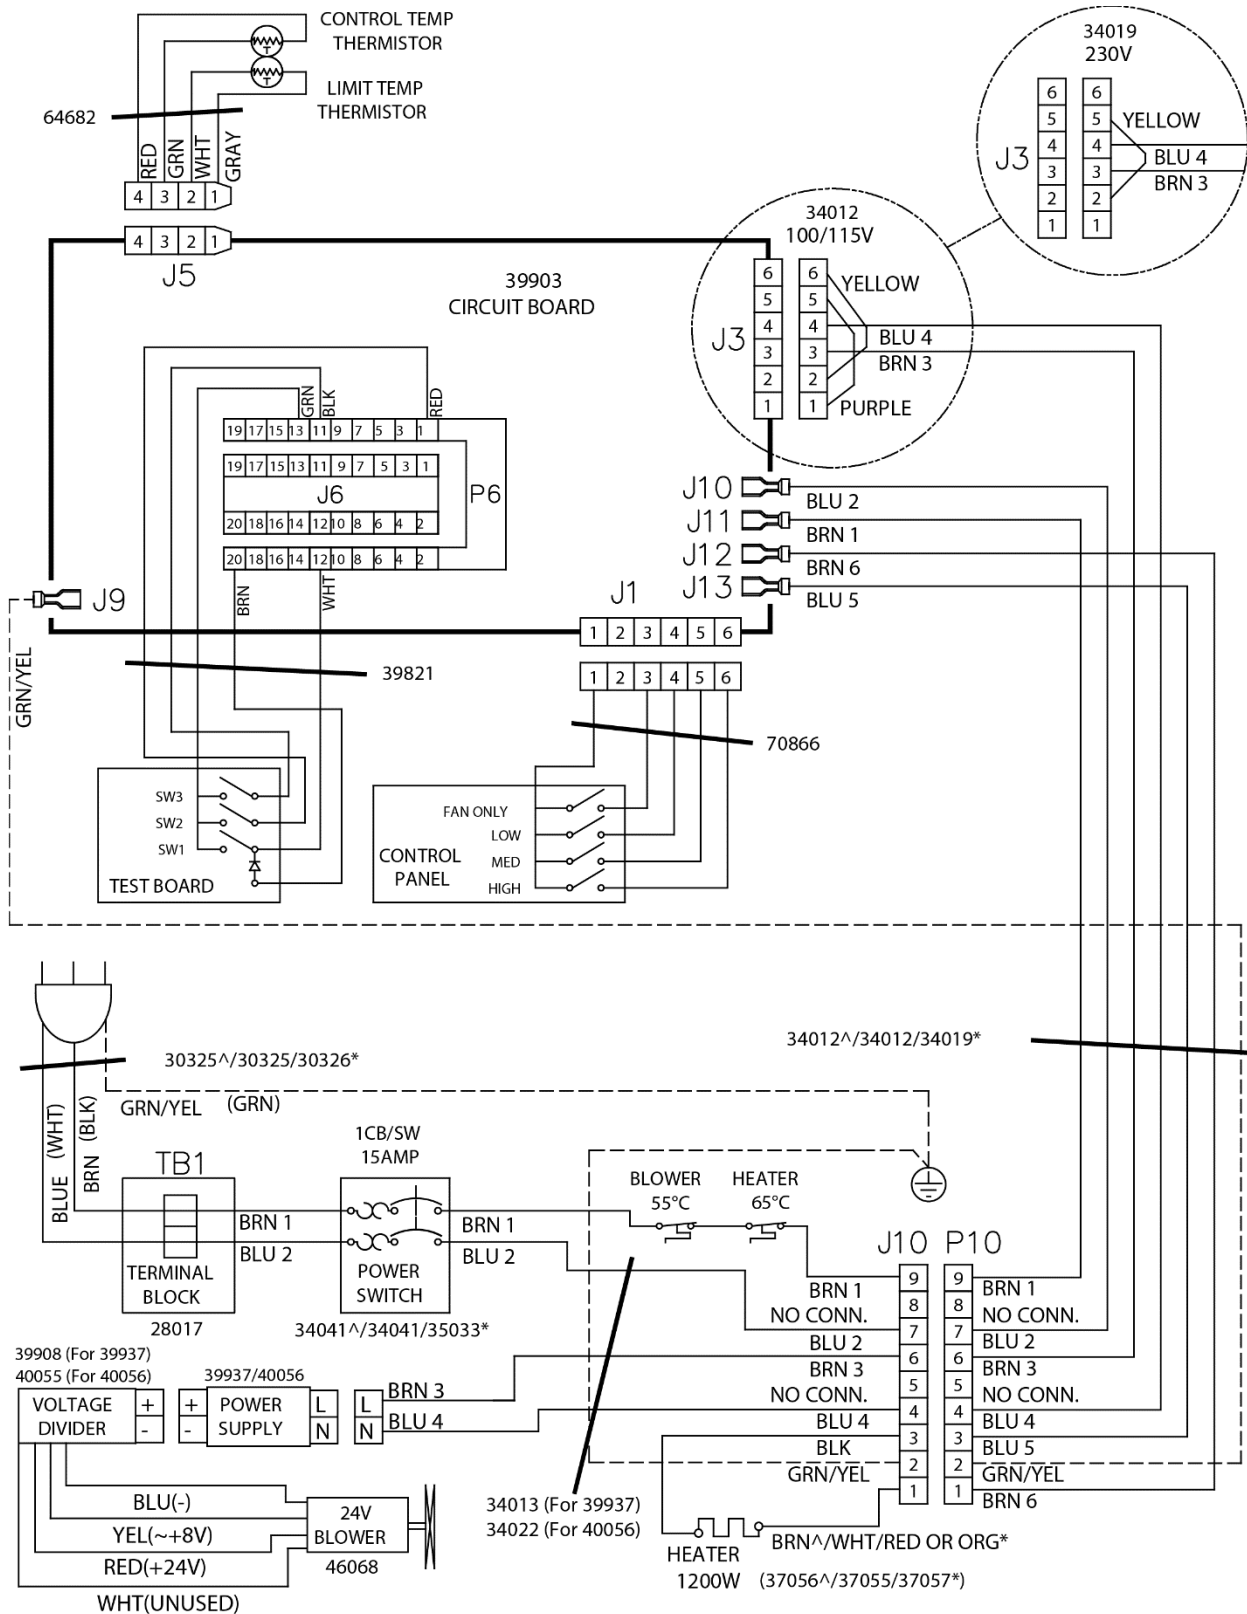 CONTROL TEMP
THERMISTOR
LIMIT TEMP
THERMISTOR
64682
RED
GRN
WHT
GRAY
4 3 2 1
4 3 2 1
J5
34019
230V
6 6
5 5
4 4
3 3
2 2
1 1
J3
YELLOW
BLU 4
BRN 3
34012
100/115V
6 6
5 5
4 4
3 3
2 2
1 1
J3
YELLOW
BLU 4
BRN 3
PURPLE
39903
CIRCUIT BOARD
GRN
BLK
RED
19 17 15 13 11 9 7 5 3 1
19 17 15 13 11 9 7 5 3 1
J6
P6
20 18 16 14 12 10 8 6 4 2
20 18 16 14 12 10 8 6 4 2
BRN
WHT
J10
BLU 2
J11
BRN 1
J12
BRN 6
J13
BLU 5
J9
GRN/YEL
J1
1 2 3 4 5 6
1 2 3 4 5 6
39821
70866
SW3
SW2
SW1
TEST BOARD
FAN ONLY
LOW
MED
HIGH
CONTROL
PANEL
34012^/34012/34019*
30325^/30325/30326*
GRN/YEL (GRN)
BLUE (WHT)
BRN (BLK)
TB1
TERMINAL
BLOCK
28017
BRN 1
BLU 2
1CB/SW
15AMP
POWER
SWITCH
34041^/34041/35033*
BRN 1
BLU 2
BLOWER
55°C
HEATER
65°C
J10 P10
9 9
8 8
7 7
6 6
5 5
4 4
3 3
2 2
1 1
BRN 1
NO CONN.
BLU 2
BRN 3
NO CONN.
BLU 4
BLK
GRN/YEL
BRN 1
NO CONN.
BLU 2
BRN 3
NO CONN.
BLU 4
BLU 5
GRN/YEL
BRN 6
39908 (For 39937)
40055 (For 40056)
VOLTAGE
DIVIDER
+
-
+
-
39937/40056
POWER
SUPPLY
L
N
L
N
BRN 3
BLU 4
BLU(-)
YEL(~+8V)
RED(+24V)
WHT(UNUSED)
24V
BLOWER
46068
34013 (For 39937)
34022 (For 40056)
HEATER
1200W
BRN^/WHT/RED OR ORG*
(37056^/37055/37057*)